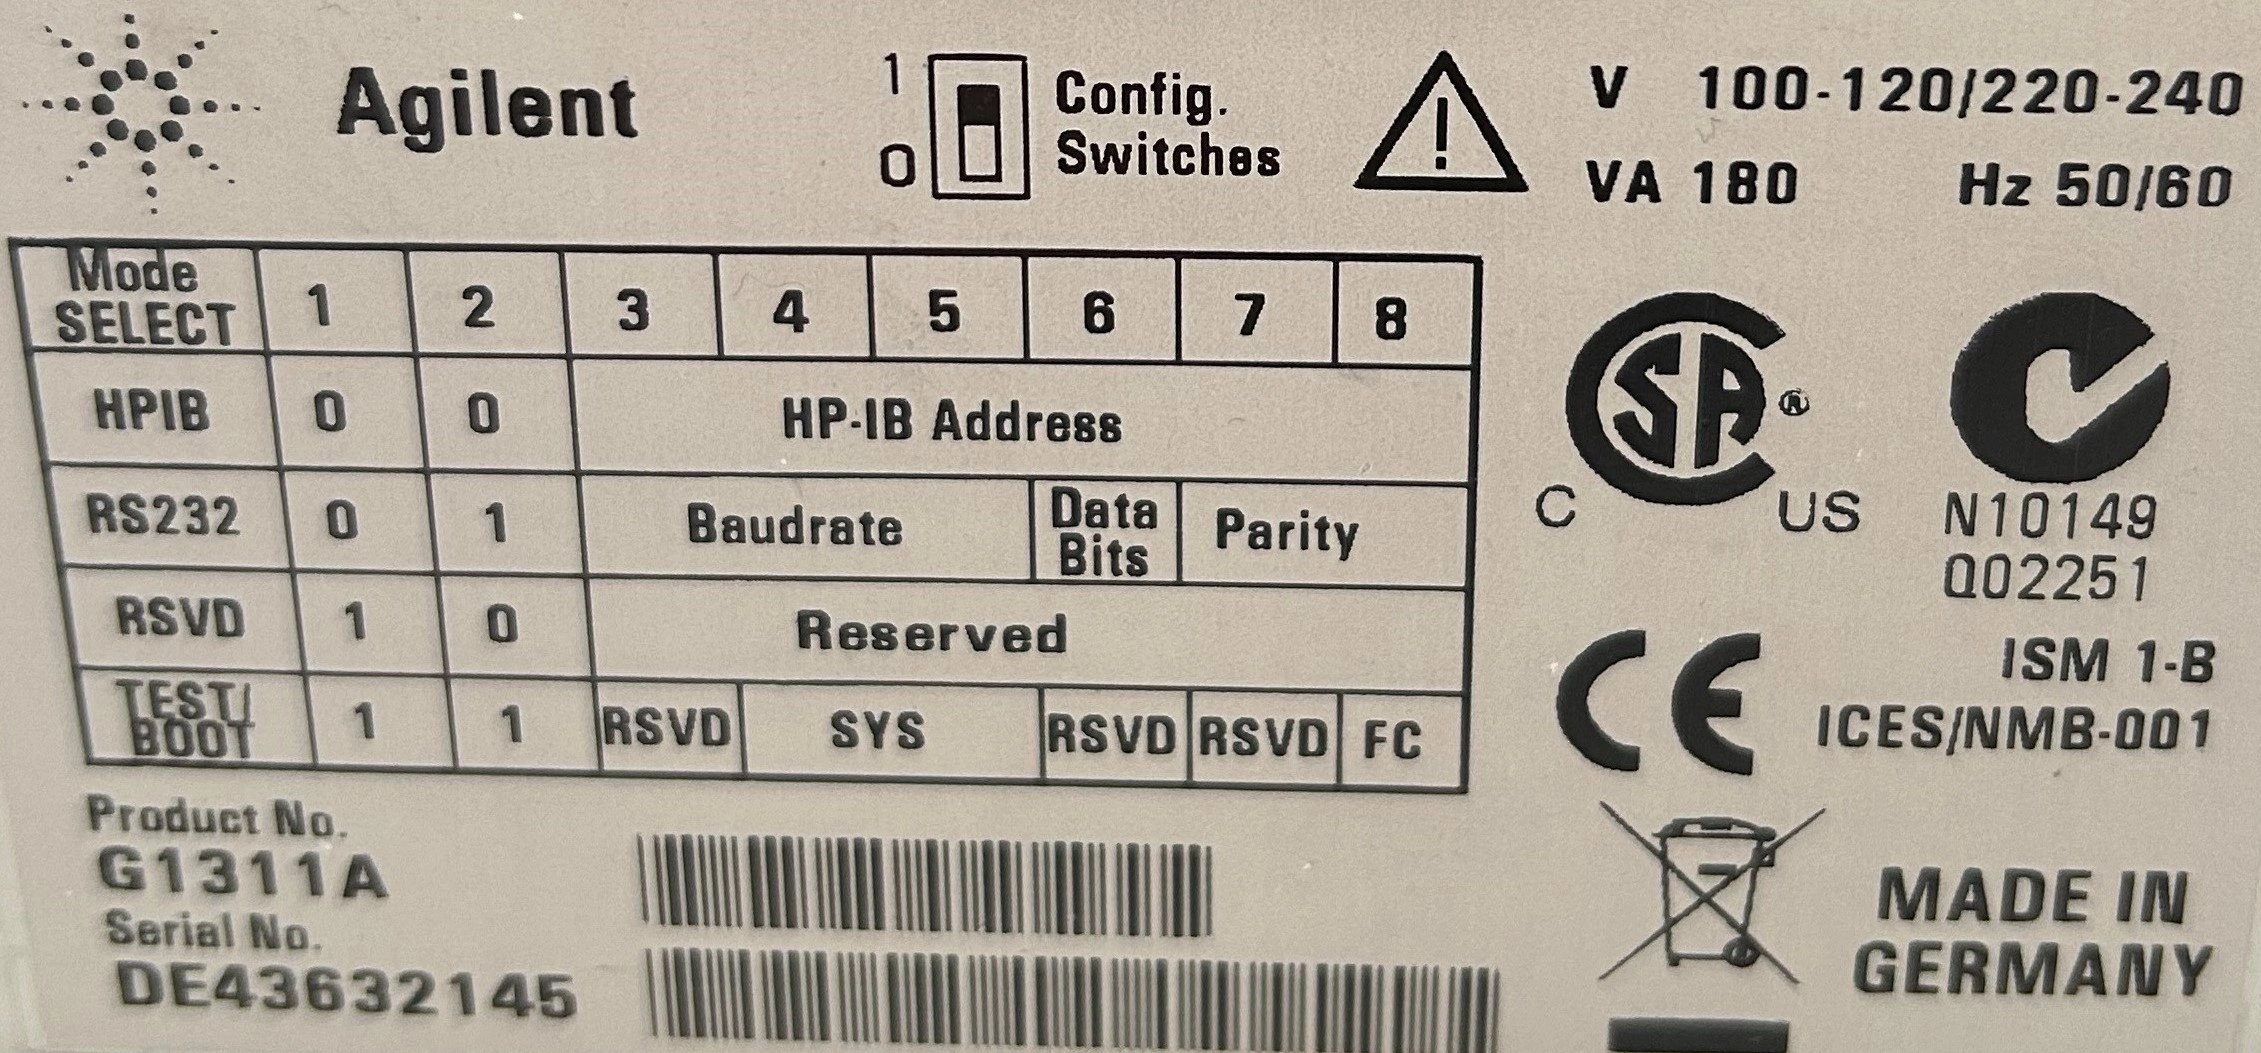 Agilent
1
0
Config.
Switches
V 100-120/220-240
VA 180 Hz 50/60
Mode SELECT 1 2 3 4 5 6 7 8
HPIB 0 0 HP-IB Address
RS232 0 1 Baudrate Data Bits Parity
RSVD 1 0 Reserved
TEST/BOOT 1 1 RSVD SYS RSVD RSVD FC
CSA®
C US
N10149
Q02251
CE
ISM 1-B
ICES/NMB-001
Product No.
G1311A
Serial No.
DE43632145
MADE IN
GERMANY